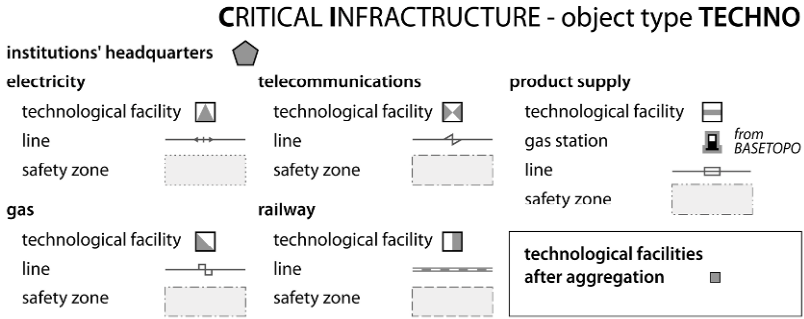 CRITICAL INFRACTRUCTURE - object type TECHNO
institutions' headquarters
electricity
technological facility
line
safety zone
telecommunications
technological facility
line
safety zone
product supply
technological facility
gas station
from
BASETOPO
line
safety zone
gas
technological facility
line
safety zone
railway
technological facility
line
safety zone
technological facilities
after aggregation